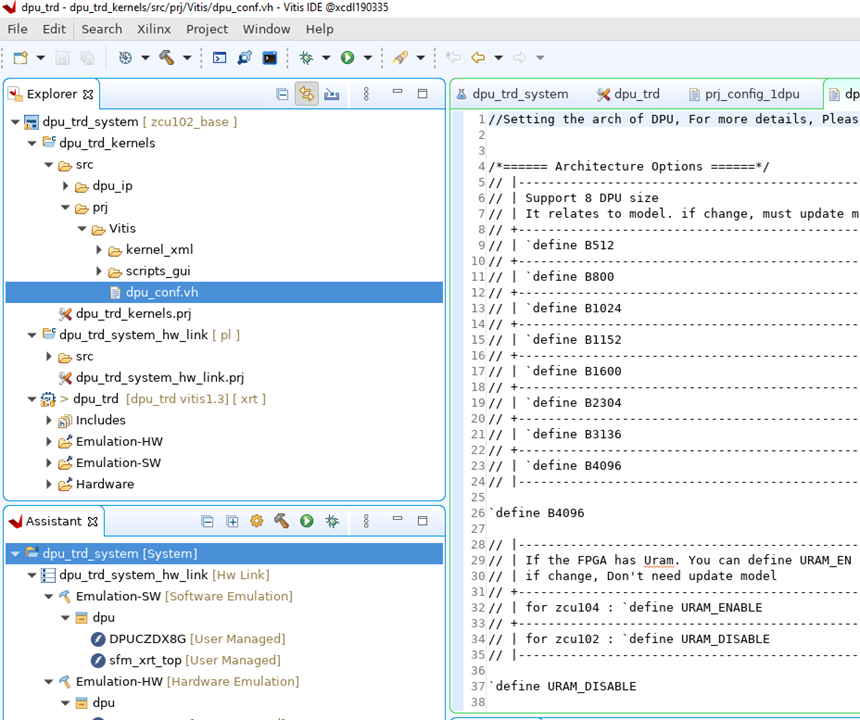 dpu_trd - dpu_trd_kernels/src/prj/Vitis/dpu_conf.vh - Vitis IDE @xcdl190335
File Edit Search Xilinx Project Window Help
Explorer
dpu_trd_system [ zcu102_base ]
dpu_trd_kernels
src
dpu_ip
prj
Vitis
kernel_xml
scripts_gui
dpu_conf.vh
dpu_trd_kernels.prj
dpu_trd_system_hw_link [ pl ]
src
dpu_trd_system_hw_link.prj
> dpu_trd [dpu_trd vitis1.3] [ xrt ]
Includes
Emulation-HW
Emulation-SW
Hardware
Assistant
dpu_trd_system [System]
dpu_trd_system_hw_link [Hw Link]
Emulation-SW [Software Emulation]
dpu
DPUCZDX8G [User Managed]
sfm_xrt_top [User Managed]
Emulation-HW [Hardware Emulation]
dpu
dpu_trd_system dpu_trd prj_config_1dpu dp
1 //Setting the arch of DPU, For more details, Pleas
2
3
4 /*====== Architecture Options ======*/
5 // |---------------------------------------------
6 // | Support 8 DPU size
7 // | It relates to model. if change, must update m
8 // +---------------------------------------------
9 // | `define B512
10 // +---------------------------------------------
11 // | `define B800
12 // +---------------------------------------------
13 // | `define B1024
14 // +---------------------------------------------
15 // | `define B1152
16 // +---------------------------------------------
17 // | `define B1600
18 // +---------------------------------------------
19 // | `define B2304
20 // +---------------------------------------------
21 // | `define B3136
22 // +---------------------------------------------
23 // | `define B4096
24 // |---------------------------------------------
25
26 `define B4096
27
28 // |---------------------------------------------
29 // | If the FPGA has Uram. You can define URAM_EN
30 // | if change, Don't need update model
31 // +---------------------------------------------
32 // | for zcu104 : `define URAM_ENABLE
33 // +---------------------------------------------
34 // | for zcu102 : `define URAM_DISABLE
35 // |---------------------------------------------
36
37 `define URAM_DISABLE
38